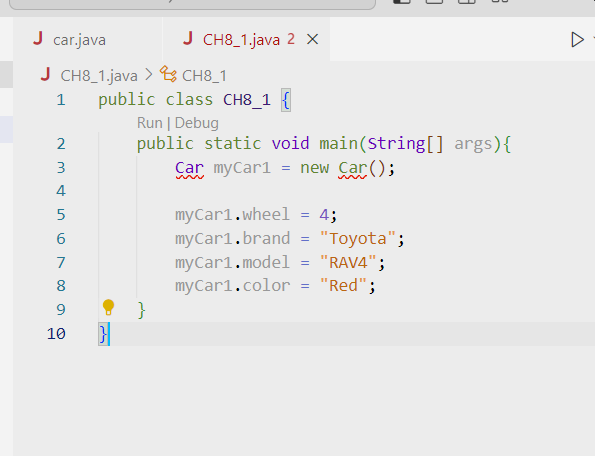 J car.java J CH8_1.java 2
J CH8_1.java > CH8_1
1 public class CH8_1 {
Run | Debug
2 public static void main(String[] args){
3 Car myCar1 = new Car();
4
5 myCar1.wheel = 4;
6 myCar1.brand = "Toyota";
7 myCar1.model = "RAV4";
8 myCar1.color = "Red";
9 }
10 }